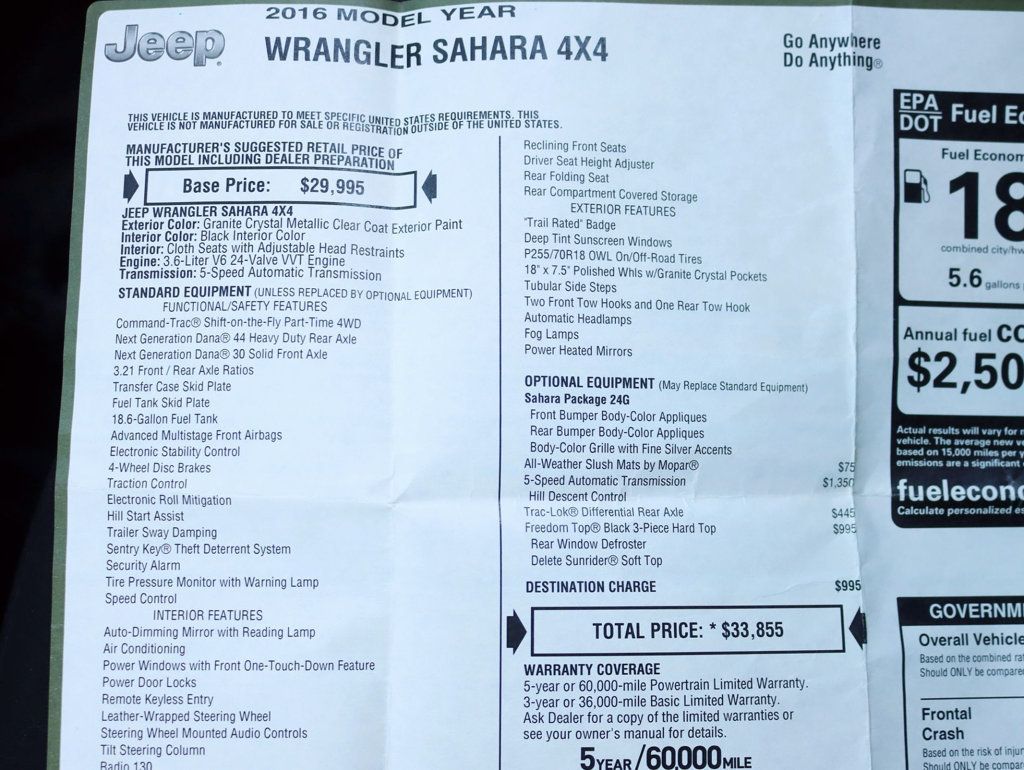 2016 MODEL YEAR
Jeep®
WRANGLER SAHARA 4X4
Go Anywhere
Do Anything®
THIS VEHICLE IS MANUFACTURED TO MEET SPECIFIC UNITED STATES REQUIREMENTS. THIS
VEHICLE IS NOT MANUFACTURED FOR SALE OR REGISTRATION OUTSIDE OF THE UNITED STATES.
MANUFACTURER'S SUGGESTED RETAIL PRICE OF
THIS MODEL INCLUDING DEALER PREPARATION
Base Price: $29,995
JEEP WRANGLER SAHARA 4X4
Exterior Color: Granite Crystal Metallic Clear Coat Exterior Paint
Interior Color: Black Interior Color
Interior: Cloth Seats with Adjustable Head Restraints
Engine: 3.6-Liter V6 24-Valve VVT Engine
Transmission: 5-Speed Automatic Transmission
STANDARD EQUIPMENT (UNLESS REPLACED BY OPTIONAL EQUIPMENT)
FUNCTIONAL/SAFETY FEATURES
Command-Trac® Shift-on-the-Fly Part-Time 4WD
Next Generation Dana® 44 Heavy Duty Rear Axle
Next Generation Dana® 30 Solid Front Axle
3.21 Front / Rear Axle Ratios
Transfer Case Skid Plate
Fuel Tank Skid Plate
18.6-Gallon Fuel Tank
Advanced Multistage Front Airbags
Electronic Stability Control
4-Wheel Disc Brakes
Traction Control
Electronic Roll Mitigation
Hill Start Assist
Trailer Sway Damping
Sentry Key® Theft Deterrent System
Security Alarm
Tire Pressure Monitor with Warning Lamp
Speed Control
INTERIOR FEATURES
Auto-Dimming Mirror with Reading Lamp
Air Conditioning
Power Windows with Front One-Touch-Down Feature
Power Door Locks
Remote Keyless Entry
Leather-Wrapped Steering Wheel
Steering Wheel Mounted Audio Controls
Tilt Steering Column
Radio 130
Reclining Front Seats
Driver Seat Height Adjuster
Rear Folding Seat
Rear Compartment Covered Storage
EXTERIOR FEATURES
"Trail Rated" Badge
Deep Tint Sunscreen Windows
P255/70R18 OWL On/Off-Road Tires
18" x 7.5" Polished Whls w/Granite Crystal Pockets
Tubular Side Steps
Two Front Tow Hooks and One Rear Tow Hook
Automatic Headlamps
Fog Lamps
Power Heated Mirrors
OPTIONAL EQUIPMENT (May Replace Standard Equipment)
Sahara Package 24G
Front Bumper Body-Color Appliques
Rear Bumper Body-Color Appliques
Body-Color Grille with Fine Silver Accents
All-Weather Slush Mats by Mopar® $75
5-Speed Automatic Transmission $1,350
Hill Descent Control
Trac-Lok® Differential Rear Axle $445
Freedom Top® Black 3-Piece Hard Top $995
Rear Window Defroster
Delete Sunrider® Soft Top
DESTINATION CHARGE $995
TOTAL PRICE: * $33,855
WARRANTY COVERAGE
5-year or 60,000-mile Powertrain Limited Warranty.
3-year or 36,000-mile Basic Limited Warranty.
Ask Dealer for a copy of the limited warranties or
see your owner's manual for details.
5YEAR/60,000MILE
EPA
DOT
Fuel Ec
Fuel Econom
18
combined city/hw
5.6 gallons
Annual fuel CO
$2,50
Actual results will vary for
vehicle. The average new ve
based on 15,000 miles per y
emissions are a significant
fuelecono
Calculate personalized es
GOVERNM
Overall Vehicle
Based on the combined rat
Should ONLY be compare
Frontal
Crash
Based on the risk of injur
Should ONLY be compar